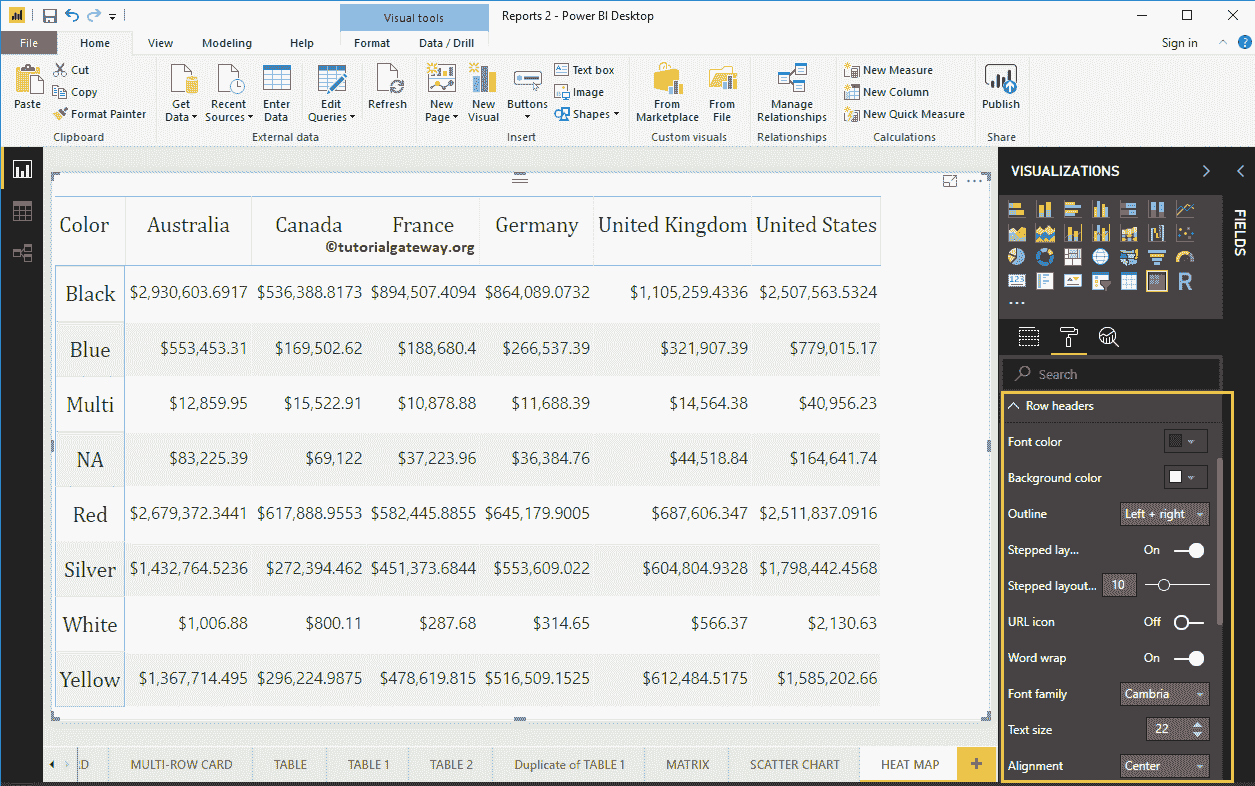 Visual tools Reports 2 - Power BI Desktop
File Home View Modeling Help Format Data / Drill Sign in
Cut
Copy
Format Painter
Paste
Clipboard
Get Data
Recent Sources
Enter Data
External data
Edit Queries
Refresh
New Page
New Visual
Buttons
Text box
Image
Shapes
Insert
From Marketplace
From File
Custom visuals
Manage Relationships
Relationships
New Measure
New Column
New Quick Measure
Calculations
Publish
Share
Color Australia Canada France Germany United Kingdom United States
©tutorialgateway.org
Black $2,930,603.6917 $536,388.8173 $894,507.4094 $864,089.0732 $1,105,259.4336 $2,507,563.5324
Blue $553,453.31 $169,502.62 $188,680.4 $266,537.39 $321,907.39 $779,015.17
Multi $12,859.95 $15,522.91 $10,878.88 $11,688.39 $14,564.38 $40,956.23
NA $83,225.39 $69,122 $37,223.96 $36,384.76 $44,518.84 $164,641.74
Red $2,679,372.3441 $617,888.9553 $582,445.8855 $645,179.9005 $687,606.347 $2,511,837.0916
Silver $1,432,764.5236 $272,394.462 $451,373.6844 $553,609.022 $604,804.9328 $1,798,442.4568
White $1,006.88 $800.11 $287.68 $314.65 $566.37 $2,130.63
Yellow $1,367,714.495 $296,224.9875 $478,619.815 $516,509.1525 $612,484.5175 $1,585,202.66
VISUALIZATIONS
FIELDS
123
R
Search
Row headers
Font color
Background color
Outline Left + right
Stepped lay... On
Stepped layout... 10
URL icon Off
Word wrap On
Font family Cambria
Text size 22
Alignment Center
:D MULTI-ROW CARD TABLE TABLE 1 TABLE 2 Duplicate of TABLE 1 MATRIX SCATTER CHART HEAT MAP +